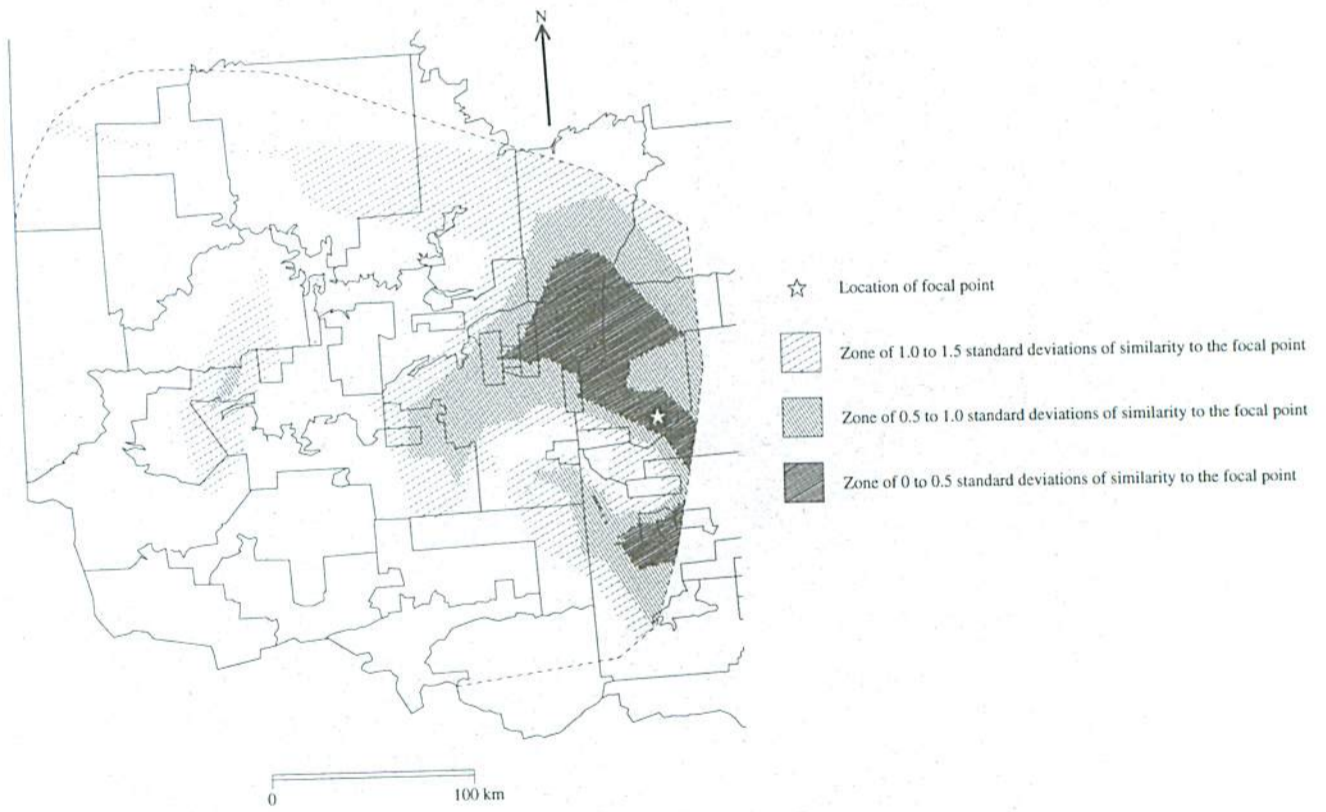 N
Location of focal point
Zone of 1.0 to 1.5 standard deviations of similarity to the focal point
Zone of 0.5 to 1.0 standard deviations of similarity to the focal point
Zone of 0 to 0.5 standard deviations of similarity to the focal point
0 100 km